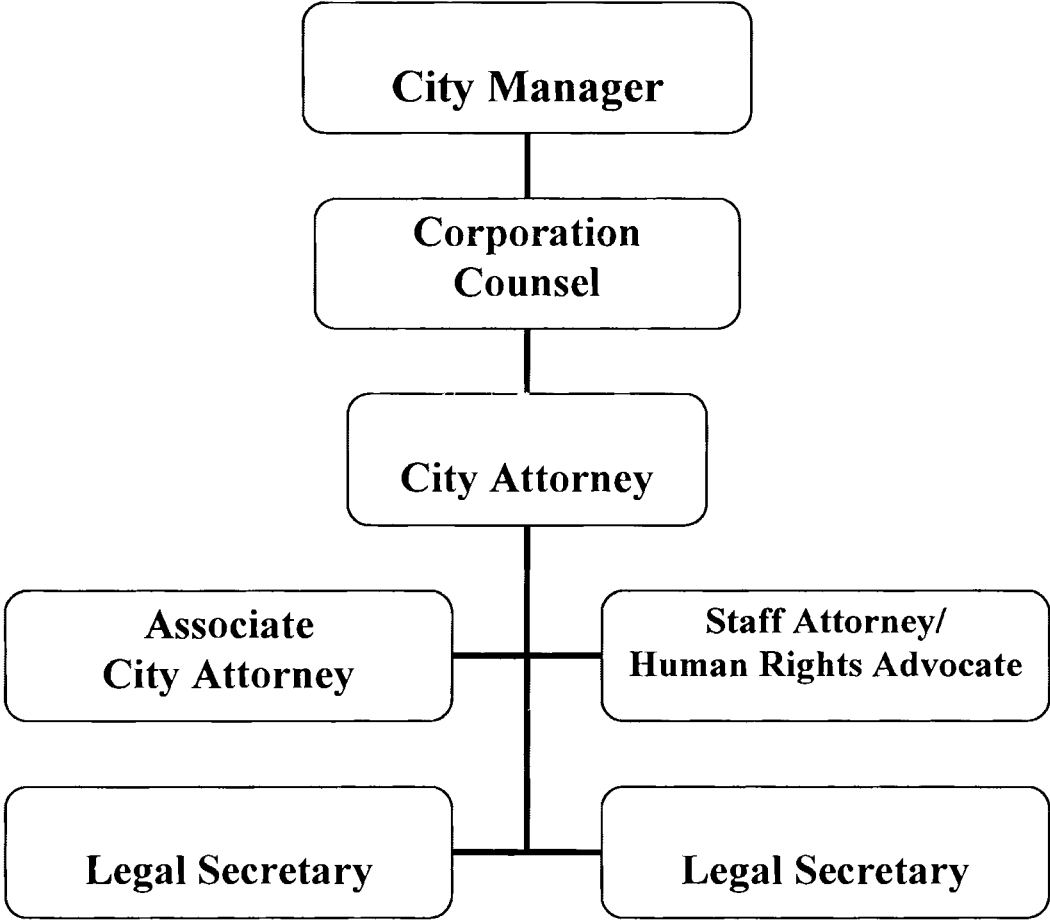 City Manager
Corporation
Counsel
City Attorney
Associate
City Attorney
Staff Attorney/
Human Rights Advocate
Legal Secretary
Legal Secretary